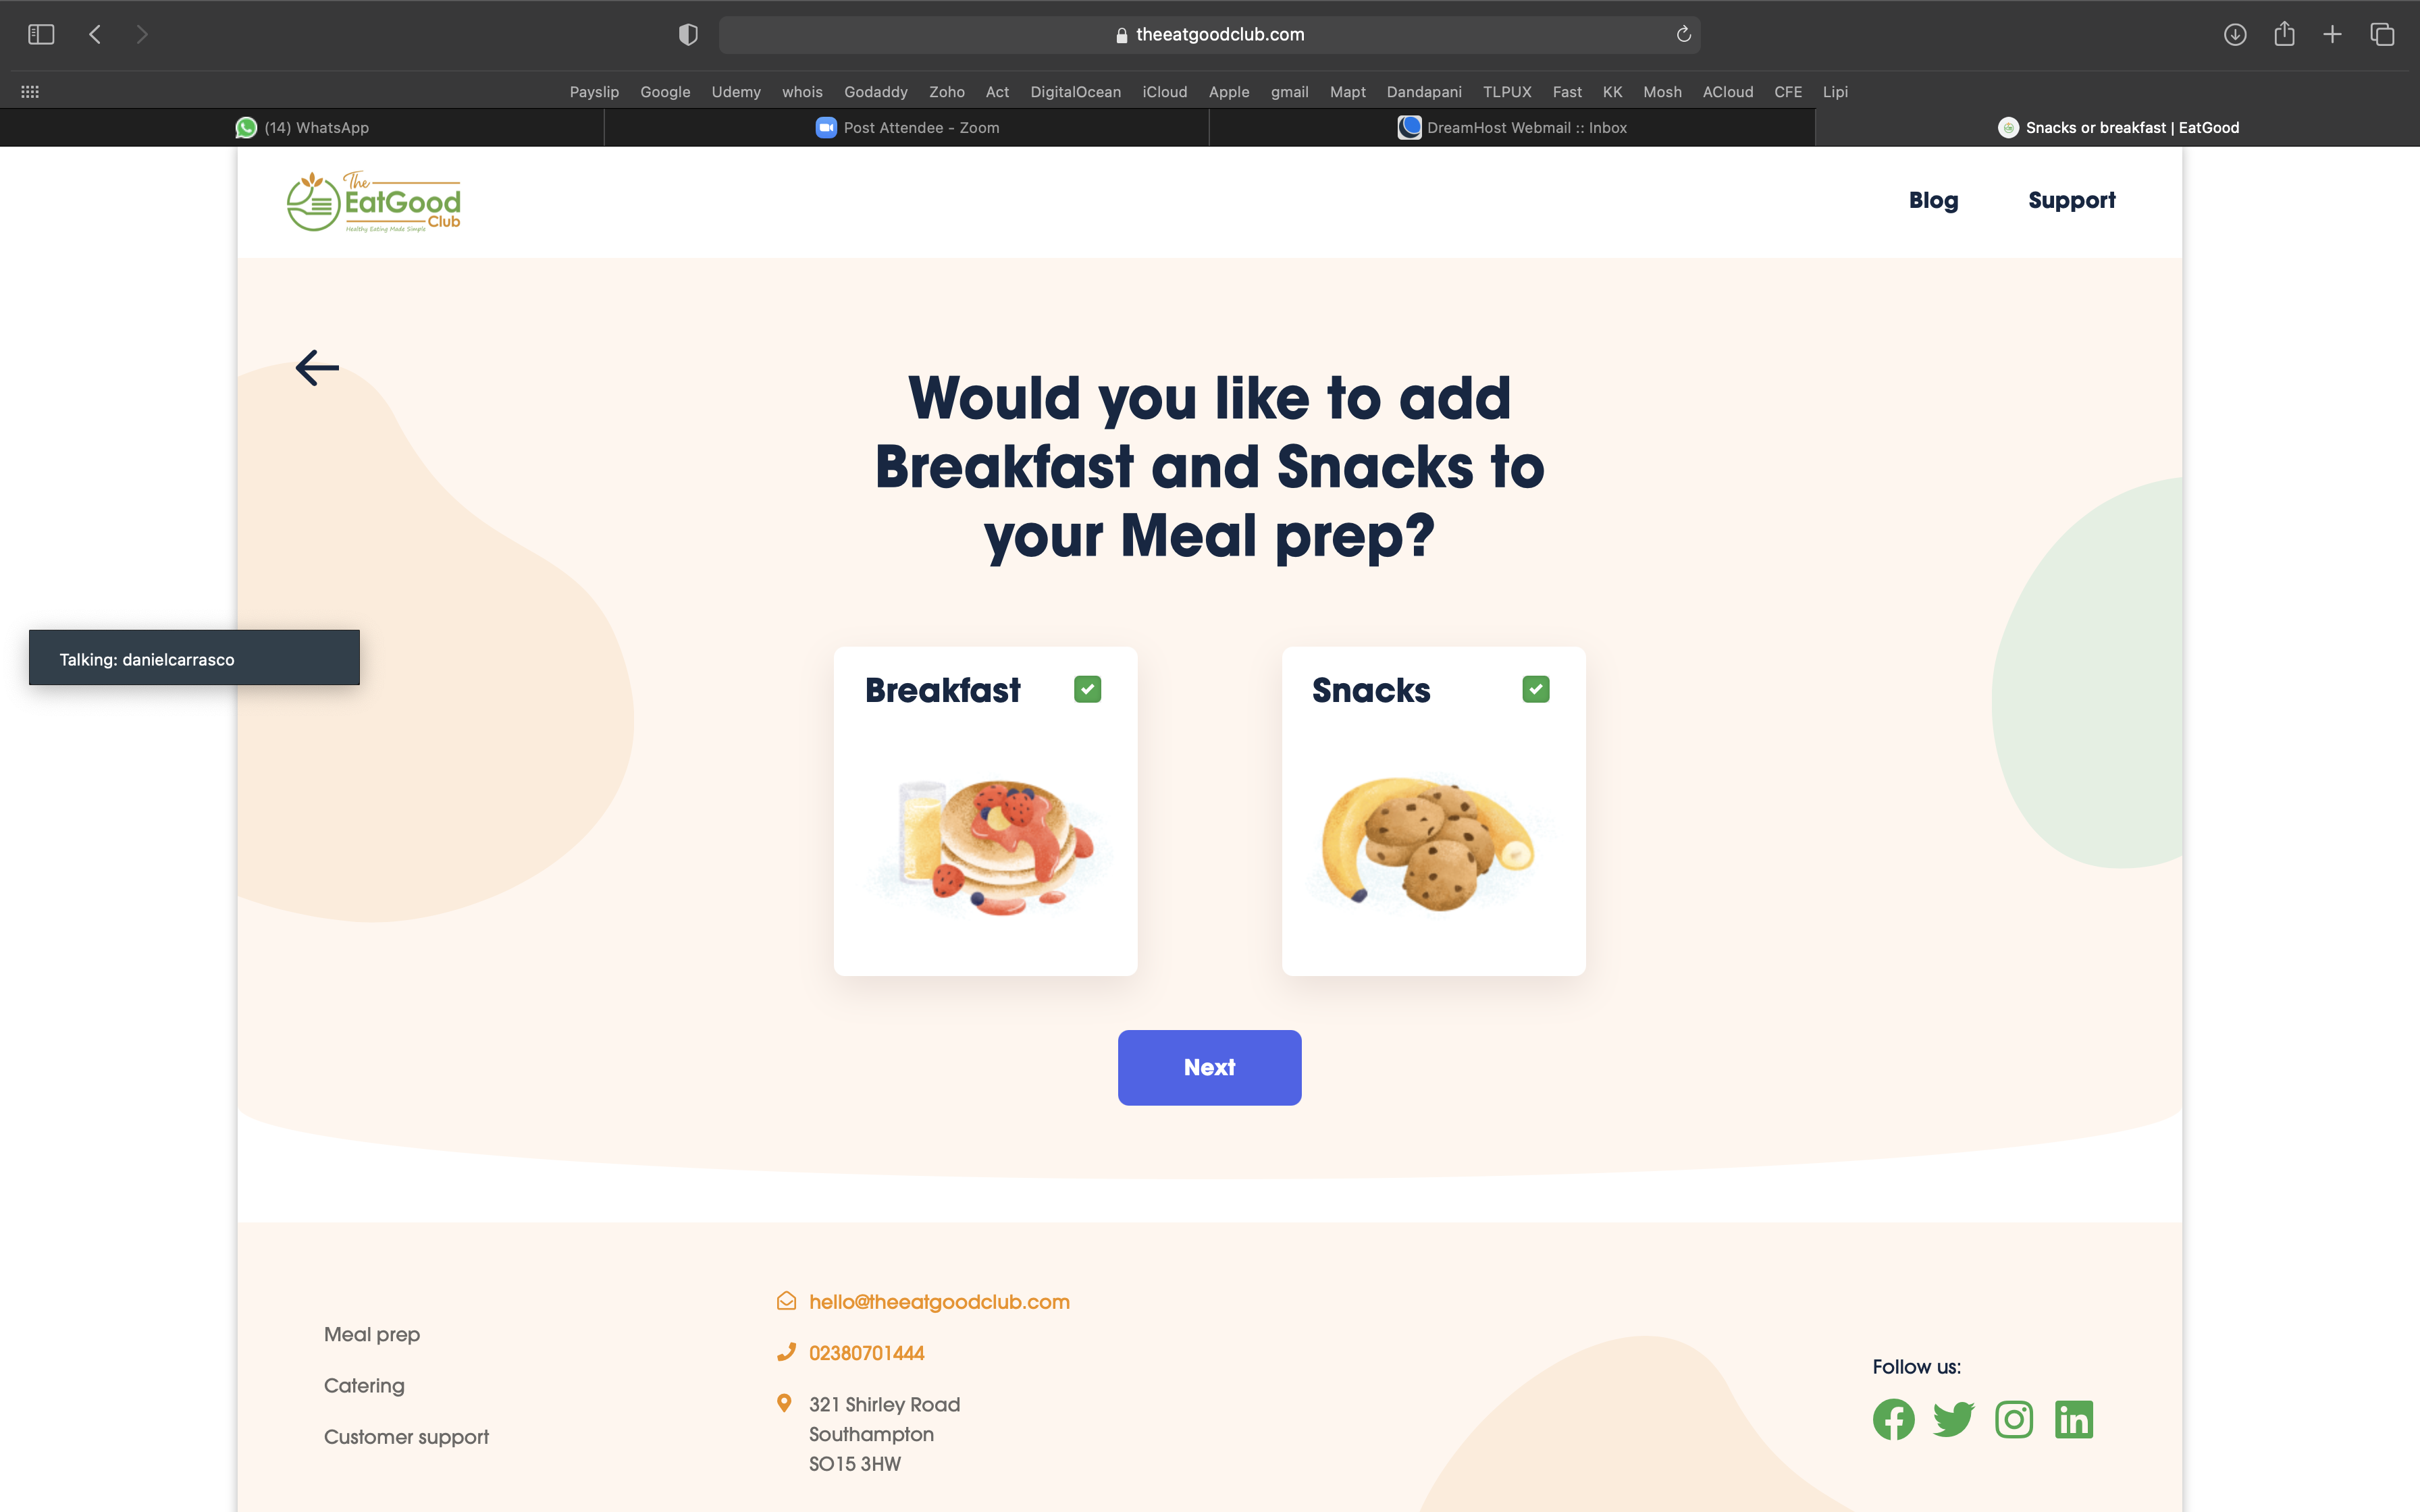 theeatgoodclub.com
Payslip Google Udemy whois Godaddy Zoho Act DigitalOcean iCloud Apple gmail Mapt Dandapani TLPUX Fast KK Mosh ACloud CFE Lipi
(14) WhatsApp
Post Attendee - Zoom
DreamHost Webmail :: Inbox
Snacks or breakfast | EatGood
The
EatGood
Club
Healthy Eating Made Simple
Blog Support
Would you like to add
Breakfast and Snacks to
your Meal prep?
Talking: danielcarrasco
Breakfast
Snacks
Next
Meal prep
Catering
Customer support
hello@theeatgoodclub.com
02380701444
321 Shirley Road
Southampton
SO15 3HW
Follow us: